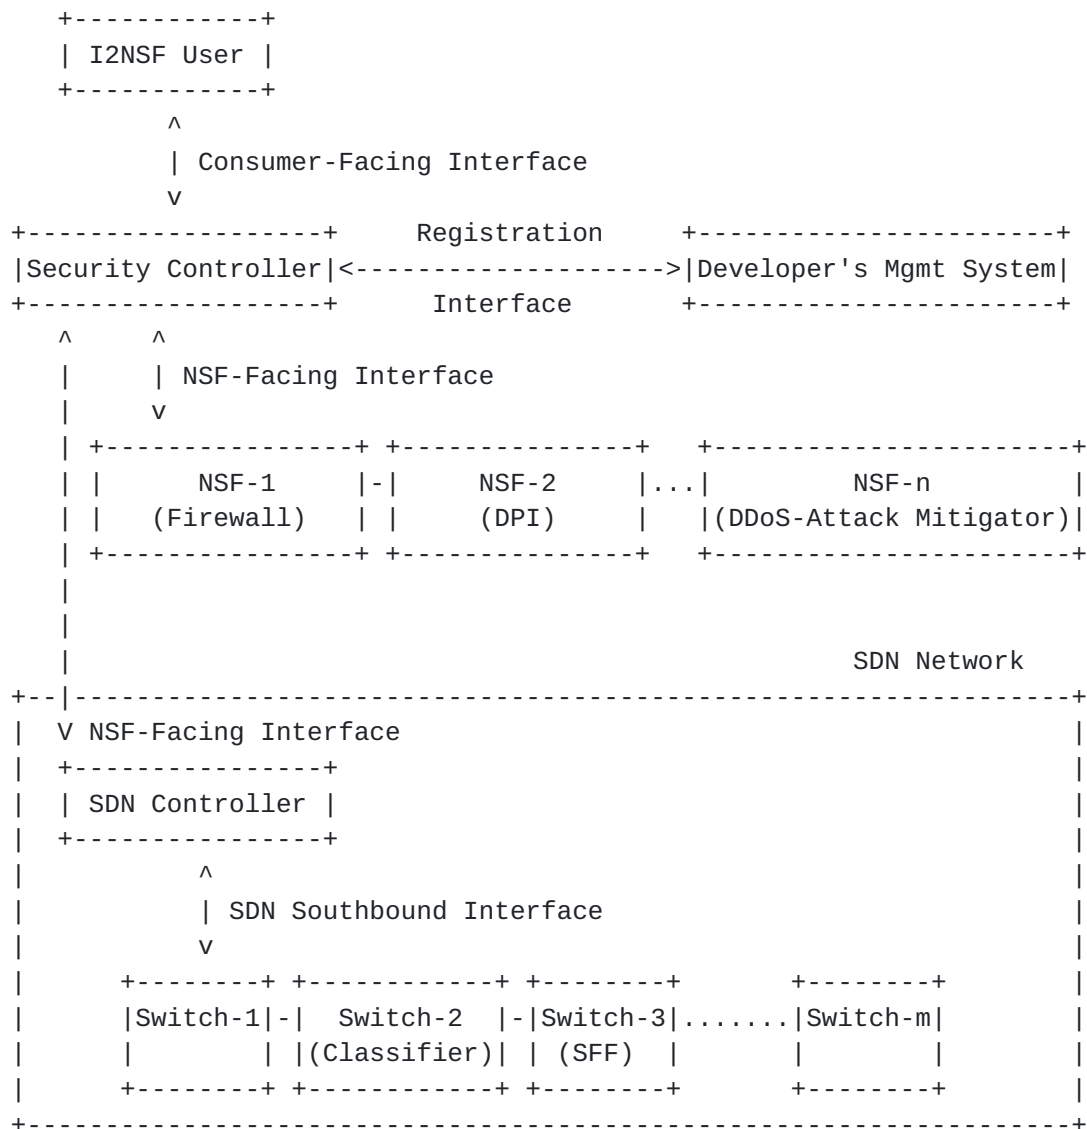 I2NSF User
Consumer-Facing Interface
Registration
Security Controller Developer's Mgmt System
Interface
NSF-Facing Interface
NSF-1 NSF-2 ... NSF-n
(Firewall) (DPI) (DDoS-Attack Mitigator)
SDN Network
NSF-Facing Interface
SDN Controller
SDN Southbound Interface
Switch-1 Switch-2 Switch-3 ....... Switch-m
(Classifier) (SFF)